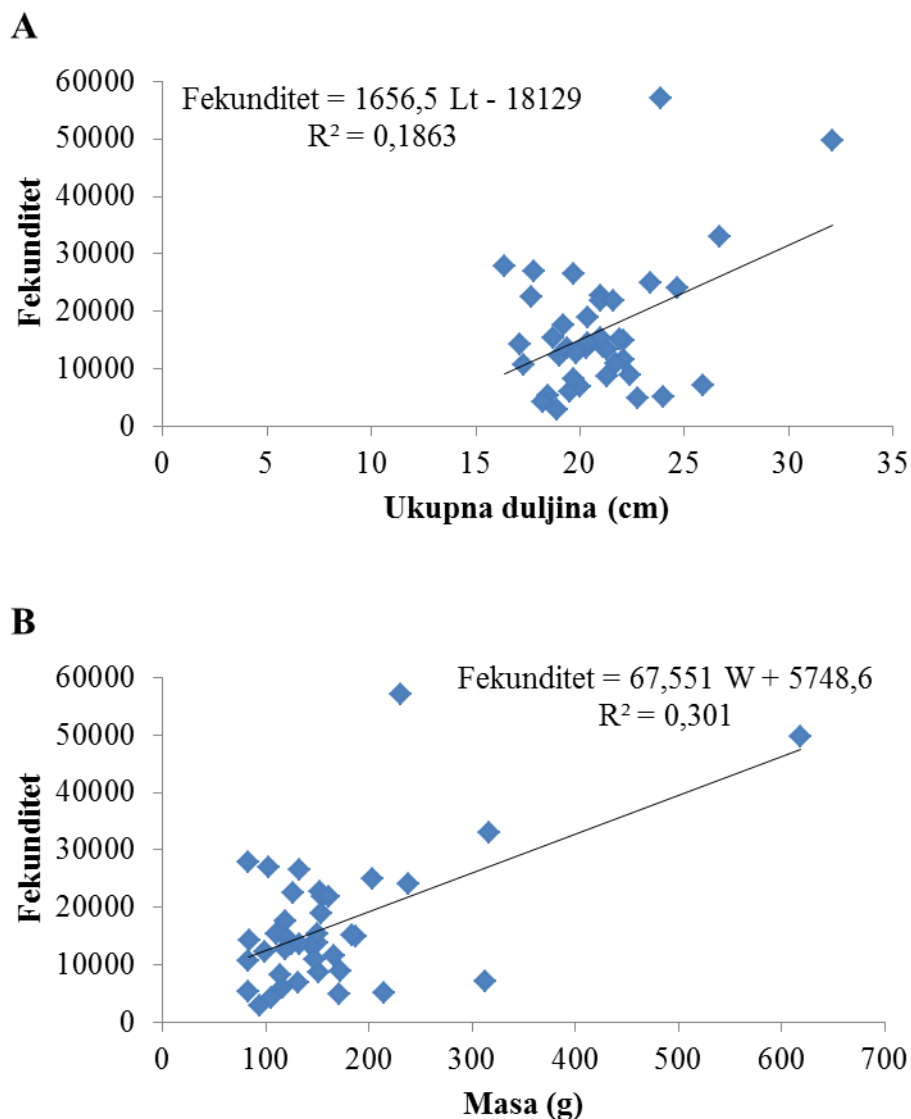 A
Fekunditet = 1656,5 Lt - 18129
R² = 0,1863
60000
50000
40000
30000
20000
10000
0
Fekunditet
0 5 10 15 20 25 30 35
Ukupna duljina (cm)
B
Fekunditet = 67,551 W + 5748,6
R² = 0,301
60000
50000
40000
30000
20000
10000
0
Fekunditet
0 100 200 300 400 500 600 700
Masa (g)